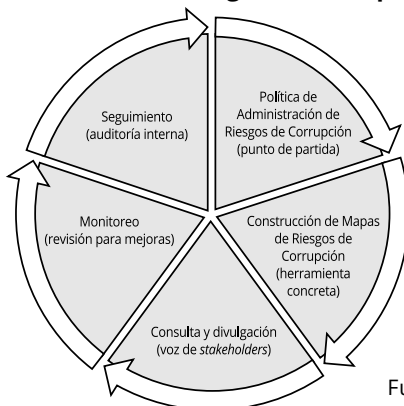 Política de
Administración de
Riesgos de Corrupción
(punto de partida)
Construcción de Mapas
de Riesgos de
Corrupción
(herramienta
concreta)
Consulta y divulgación
(voz de stakeholders)
Monitoreo
(revisión para mejoras)
Seguimiento
(auditoría interna)